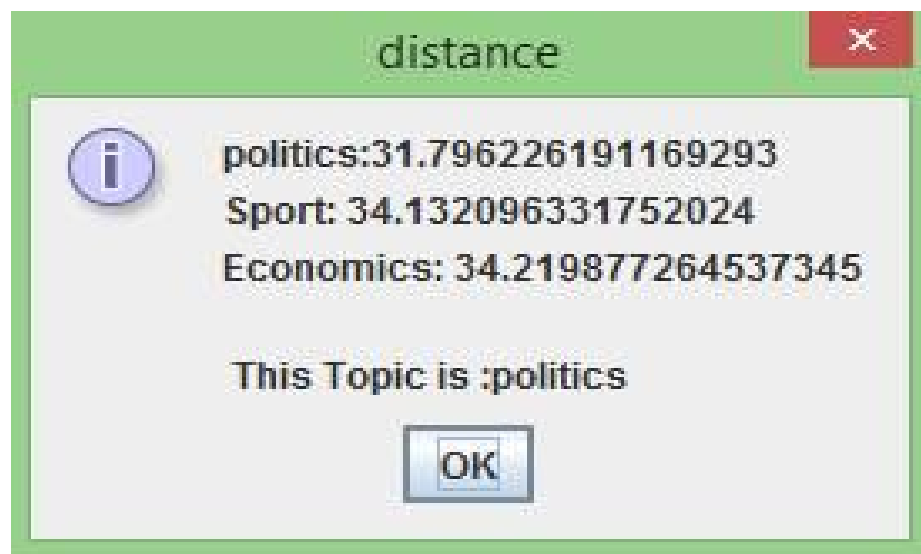 distance
politics:31.796226191169293
Sport: 34.132096331752024
Economics: 34.219877264537345
This Topic is :politics
OK